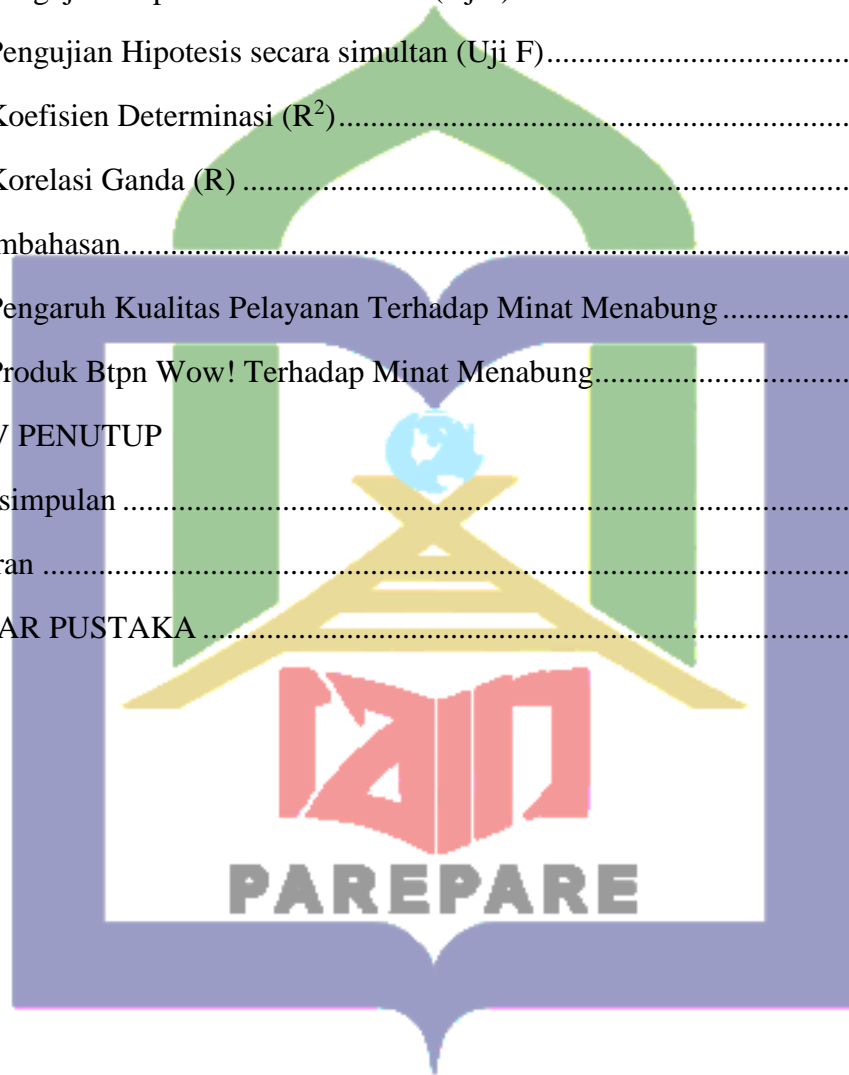 Pengujian Hipotesis secara simultan (Uji F)
Koefisien Determinasi (R²)
Korelasi Ganda (R)
mbahasan
Pengaruh Kualitas Pelayanan Terhadap Minat Menabung
Produk Btpn Wow! Terhadap Minat Menabung
V PENUTUP
simpulan
ran
AR PUSTAKA
iain
PAREPARE